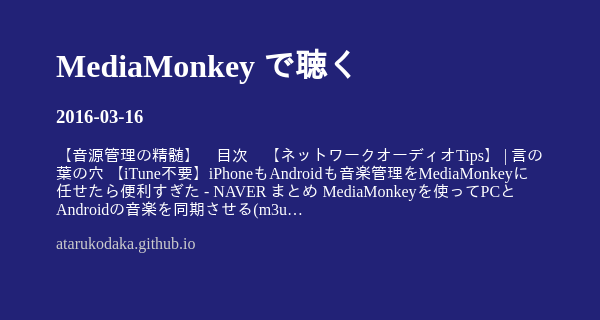 MediaMonkey で聴く
2016-03-16
【音源管理の精髄】　目次　【ネットワークオーディオTips】 | 言の
葉の穴 【iTune不要】iPhoneもAndroidも音楽管理をMediaMonkeyに
任せたら便利すぎた - NAVER まとめ MediaMonkeyを使ってPCと
Androidの音楽を同期させる(m3u…
atarukodaka.github.io